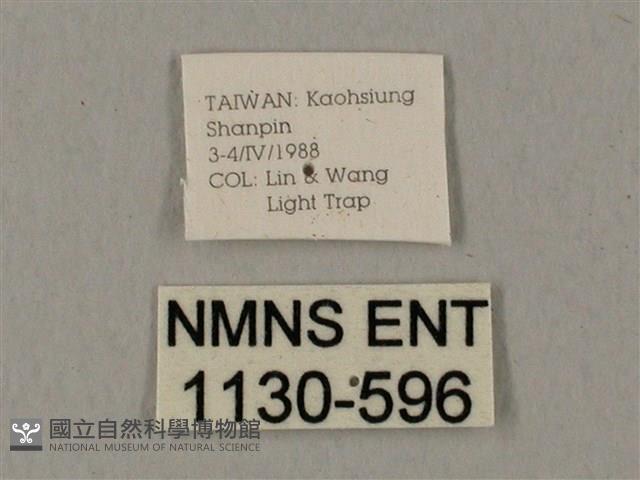 TAIWAN: Kaohsiung
Shanpin
3-4/IV/1988
COL: Lin & Wang
Light Trap
NMNS ENT
1130-596
國立自然科學博物館
NATIONAL MUSEUM OF NATURAL SCIENCE